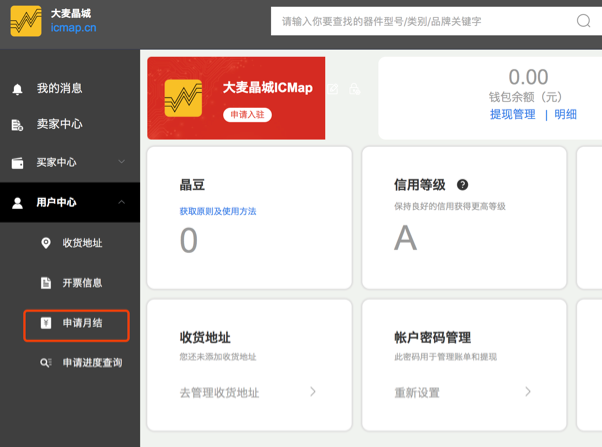 大麦晶城
icmap.cn
请输入你要查找的器件型号/类别/品牌关键字
我的消息
卖家中心
买家中心
用户中心
收货地址
开票信息
申请月结
申请进度查询
大麦晶城ICMap
申请入驻
0.00
钱包余额（元）
提现管理 | 明细
晶豆
获取原则及使用方法
0
信用等级 ?
保持良好的信用获得更高等级
A
收货地址
您还未添加收货地址
去管理收货地址
帐户密码管理
此密码用于管理账单和提现
重新设置